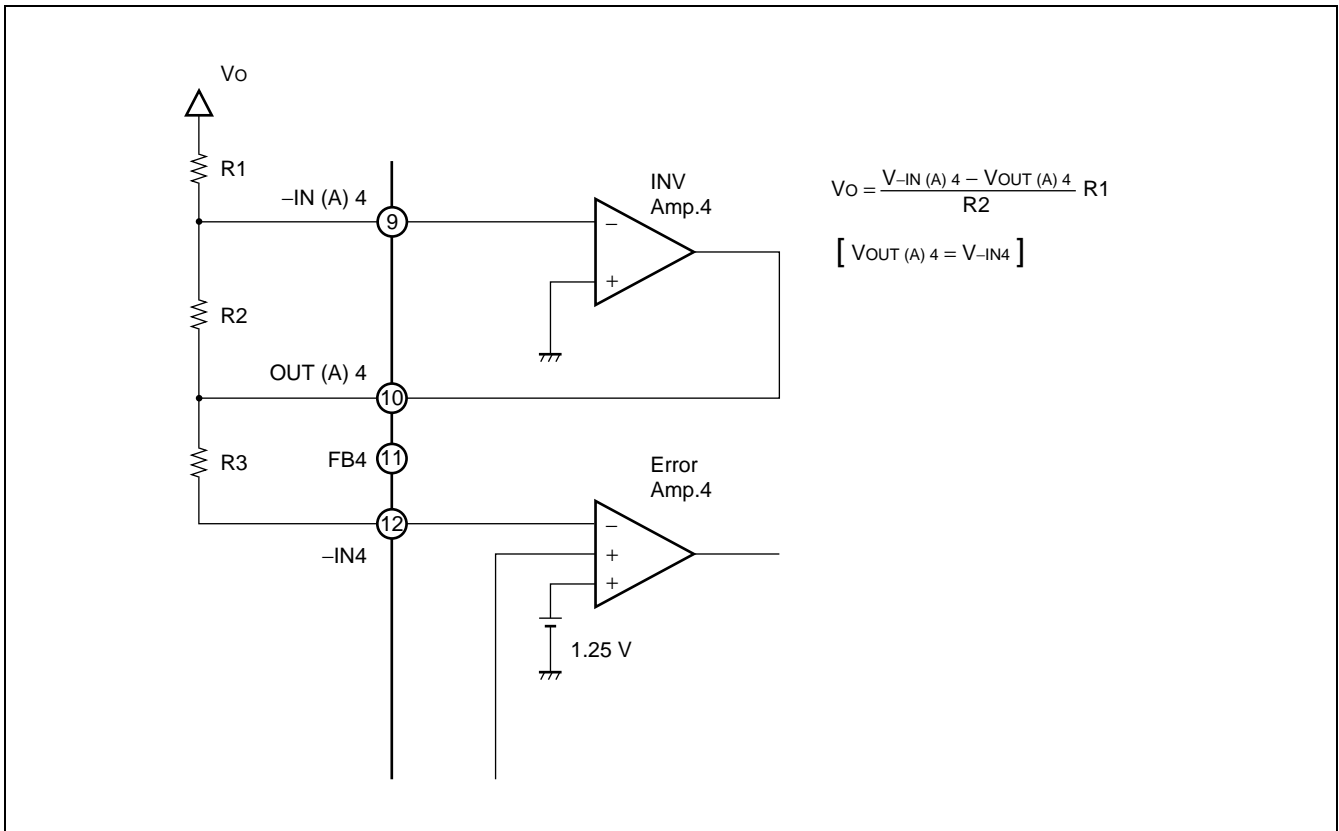 Vo
R1
–IN (A) 4
9
INV
Amp.4
–
+
R2
OUT (A) 4
10
R3
FB4
11
Error
Amp.4
12
–IN4
–
+
+
1.25 V
Vo = V–IN (A) 4 – VOUT (A) 4 R1
R2
[ VOUT (A) 4 = V–IN4 ]